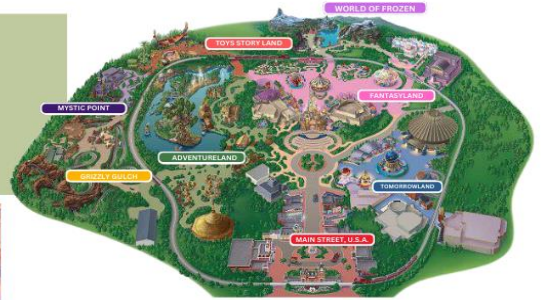 WORLD OF FROZEN
TOYS STORY LAND
FANTASYLAND
MYSTIC POINT
ADVENTURELAND
GRIZZLY GULCH
TOMORROWLAND
MAIN STREET, U.S.A.